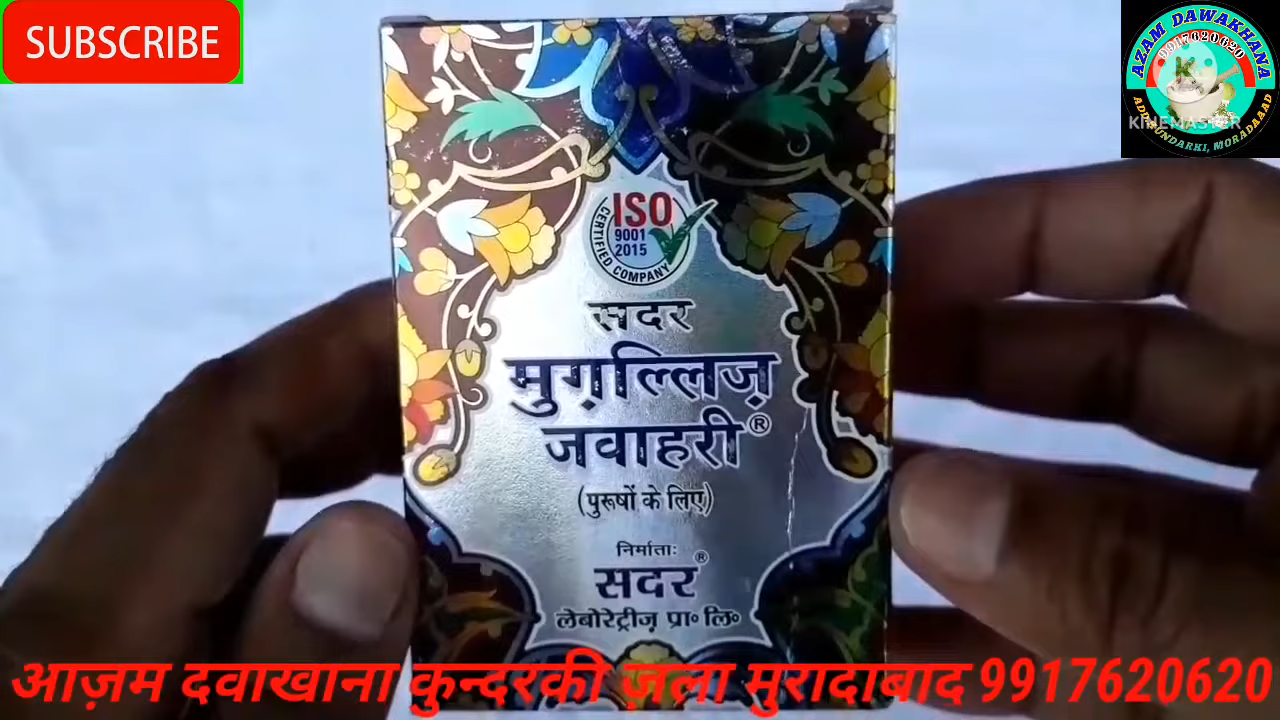 SUBSCRIBE
AZAM DAWAKHANA
9917620620
KINEMASTER
ISO
9001
2015
CERTIFIED COMPANY
सदर
मुग़ल्लिज़
जवाहरी®
(पुरूषों के लिए)
निर्माताः
सदर®
लेबोरेट्रीज़ प्रा॰ लि॰
आज़म दवाखाना कुन्दरकी ज़ला मुरादाबाद 9917620620